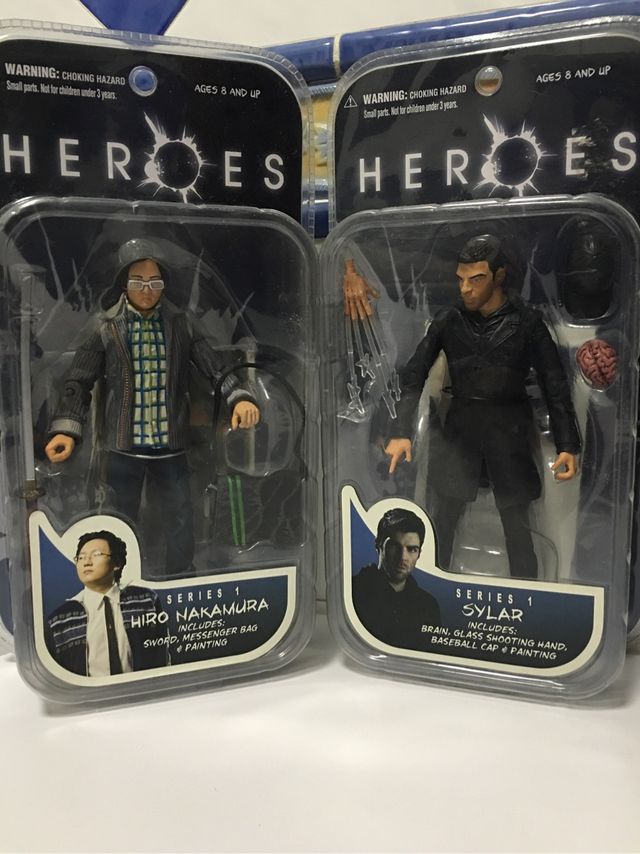 WARNING: CHOKING HAZARD
Small parts. Not for children under 3 years.
AGES 8 AND UP
HEROES
SERIES 1
HIRO NAKAMURA
INCLUDES:
SWORD, MESSENGER BAG
& PAINTING
WARNING: CHOKING HAZARD
Small parts. Not for children under 3 years.
AGES 8 AND UP
HEROES
SERIES 1
SYLAR
INCLUDES:
BRAIN, GLASS SHOOTING HAND,
BASEBALL CAP & PAINTING